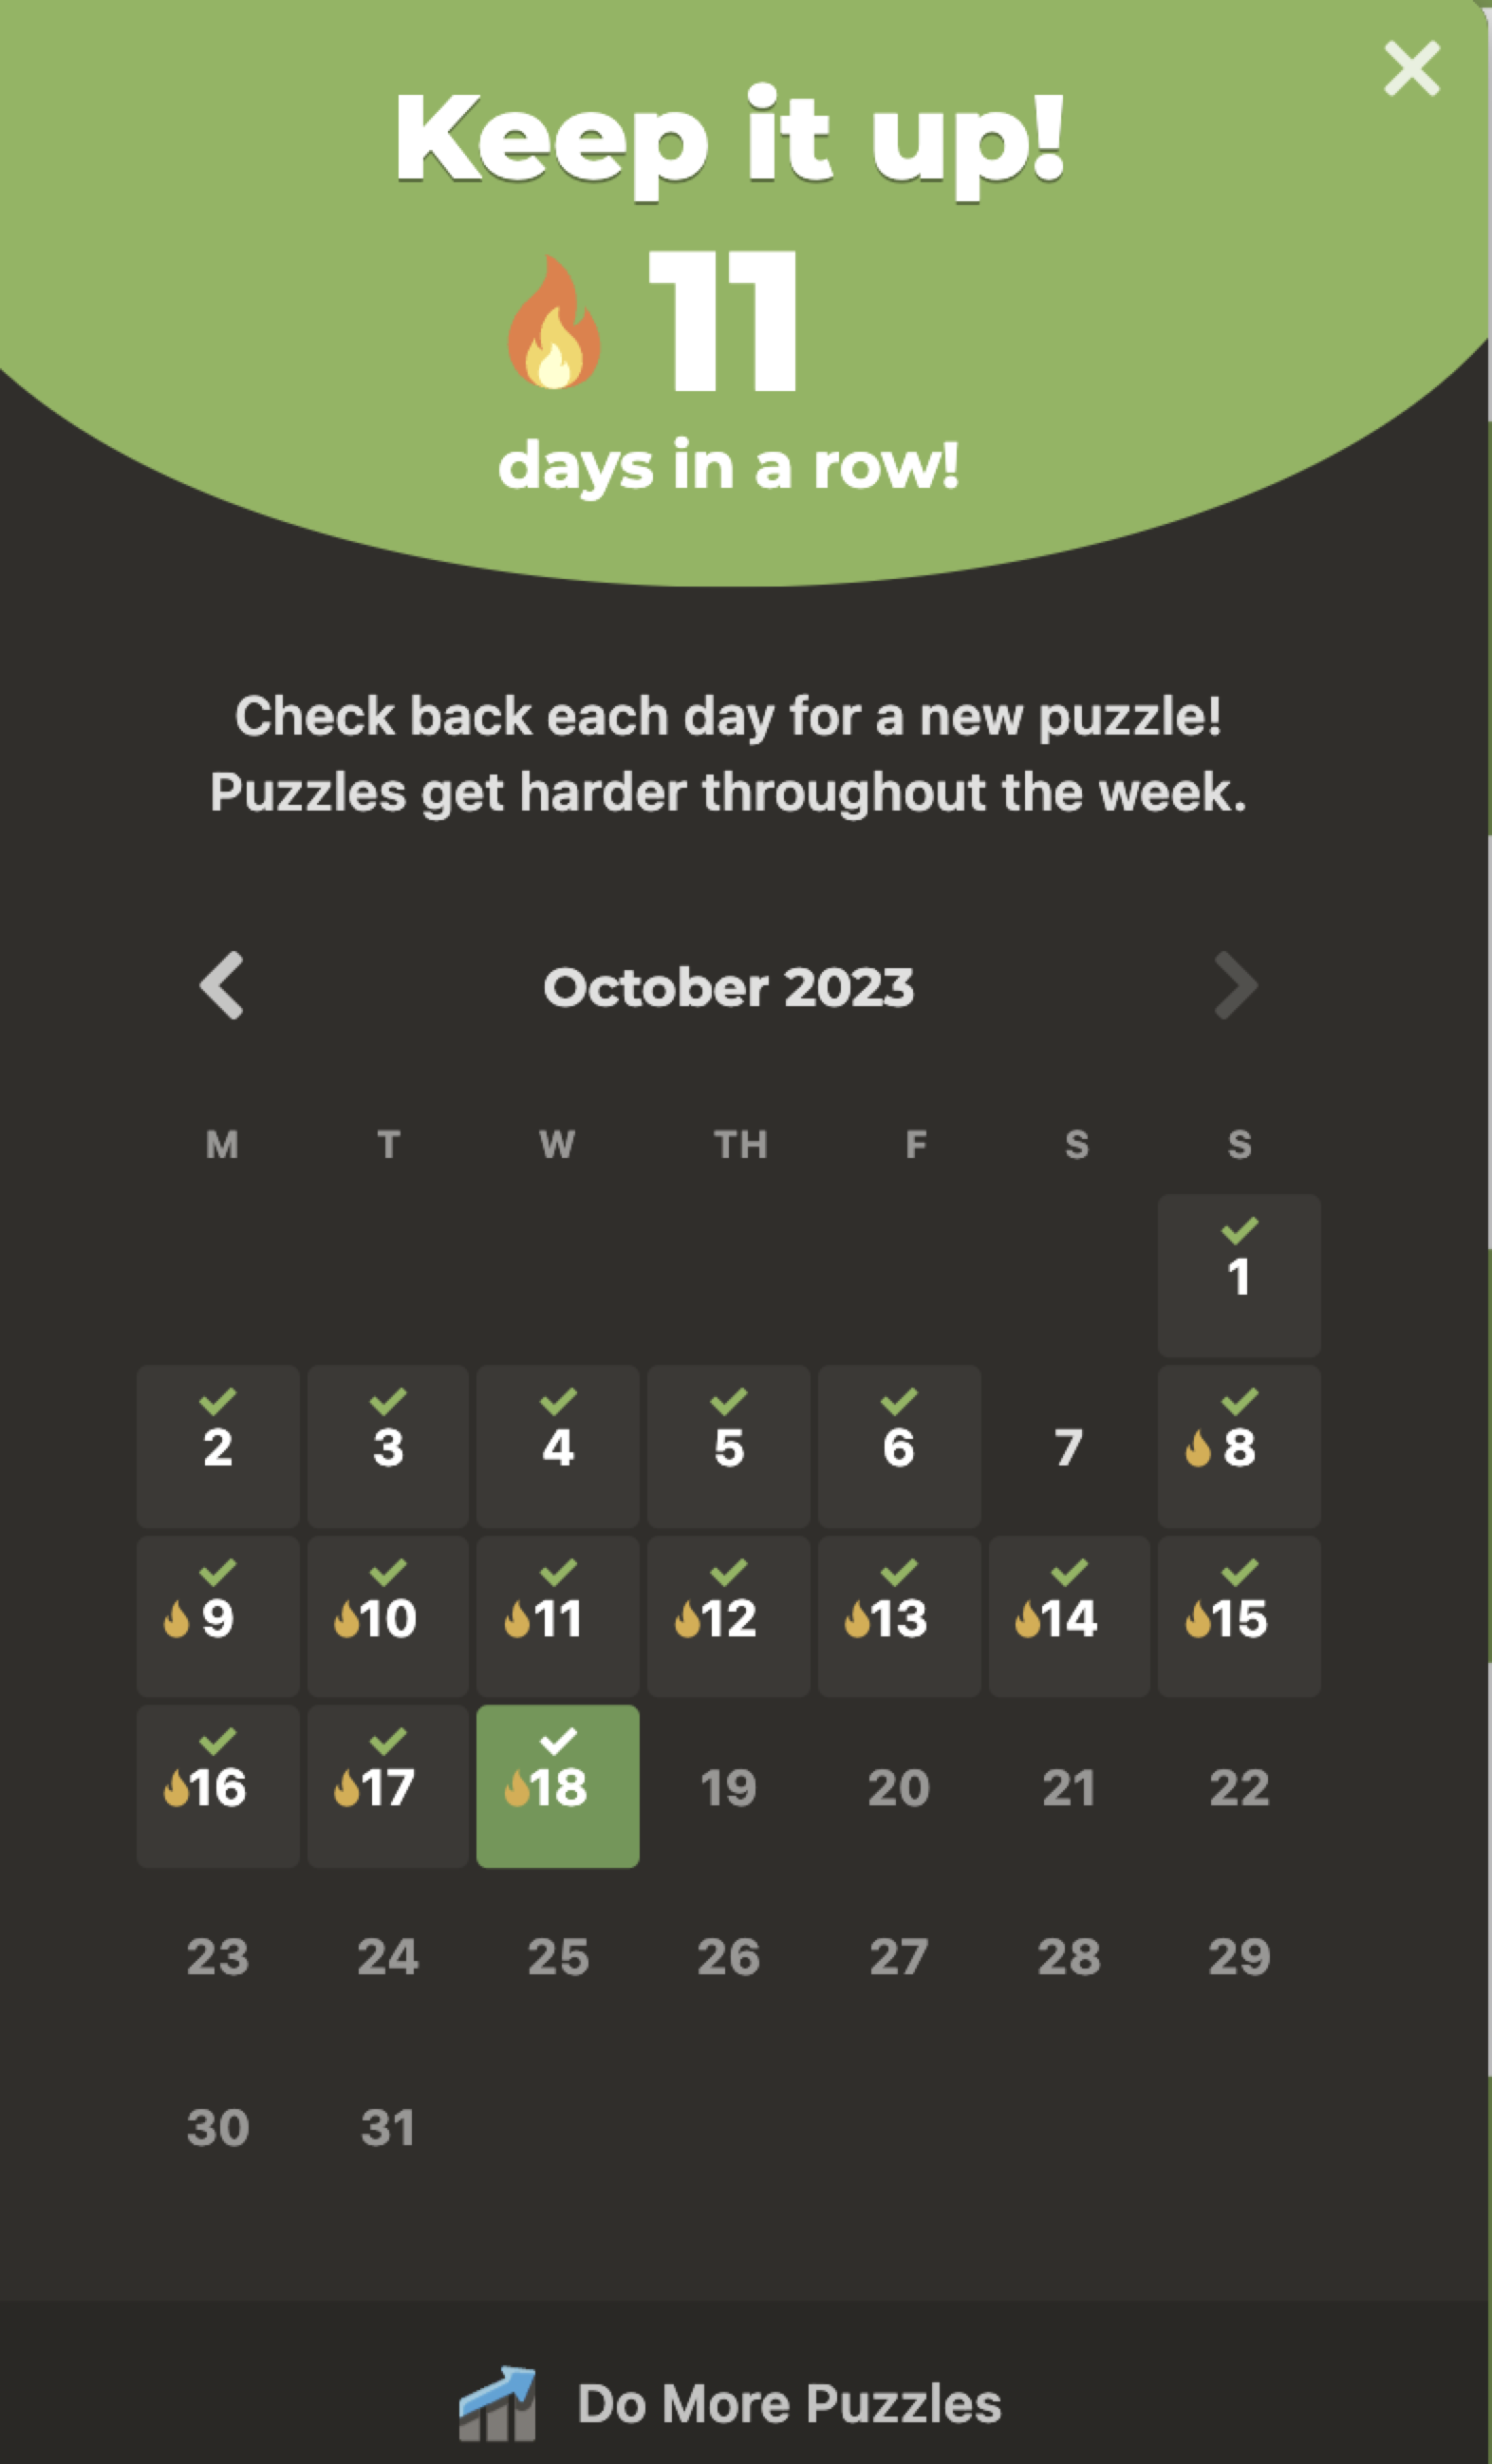 Keep it up!
11
days in a row!
Check back each day for a new puzzle!
Puzzles get harder throughout the week.
October 2023
M T W TH F S S
1
2 3 4 5 6 7 8
9 10 11 12 13 14 15
16 17 18 19 20 21 22
23 24 25 26 27 28 29
30 31
Do More Puzzles